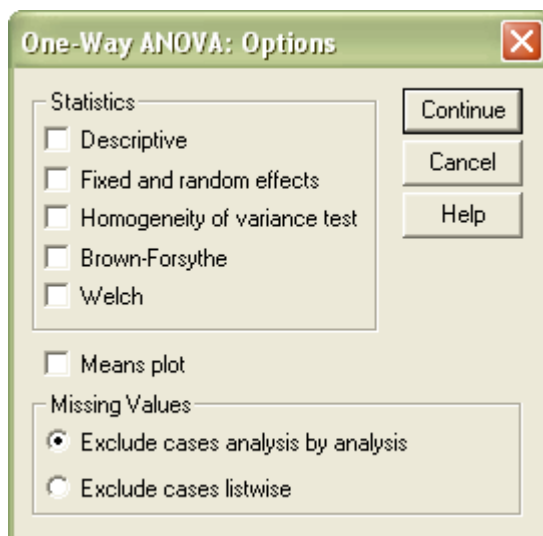 One-Way ANOVA: Options
Statistics
Descriptive
Fixed and random effects
Homogeneity of variance test
Brown-Forsythe
Welch
Continue
Cancel
Help
Means plot
Missing Values
Exclude cases analysis by analysis
Exclude cases listwise